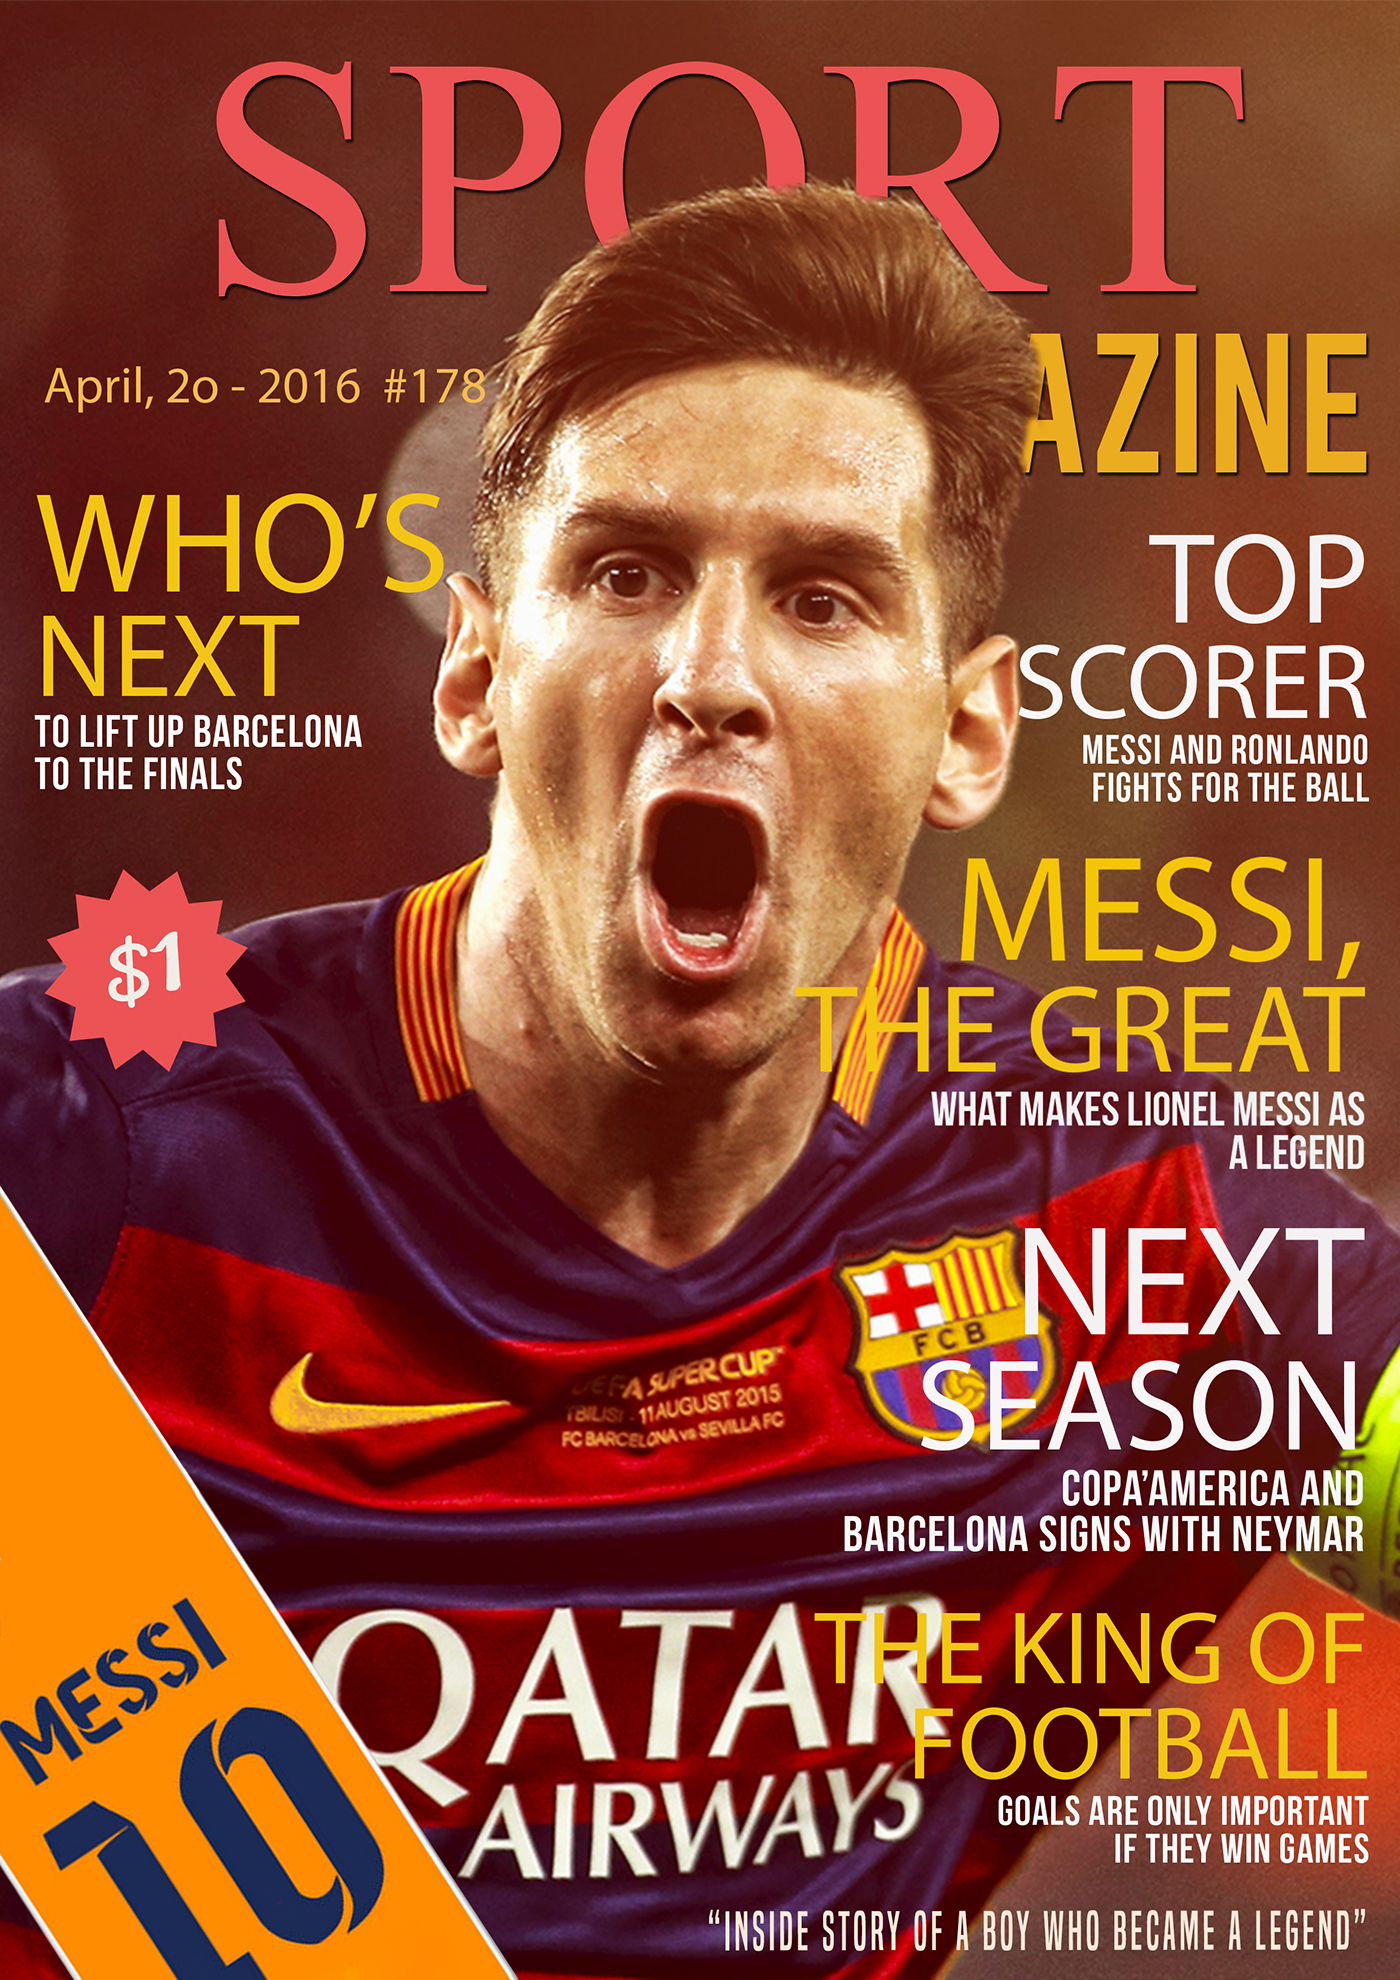 SPORT
AZINE
April, 2o - 2016 #178
WHO'S
NEXT
TO LIFT UP BARCELONA
TO THE FINALS
$1
TOP
SCORER
MESSI AND RONLANDO
FIGHTS FOR THE BALL
MESSI,
THE GREAT
WHAT MAKES LIONEL MESSI AS
A LEGEND
FCB
UEFA SUPER CUP™
TBILISI - 11 AUGUST 2015
FC BARCELONA vs SEVILLA FC
NEXT
SEASON
COPA'AMERICA AND
BARCELONA SIGNS WITH NEYMAR
QATAR
AIRWAYS
THE KING OF
FOOTBALL
GOALS ARE ONLY IMPORTANT
IF THEY WIN GAMES
MESSI
10
“INSIDE STORY OF A BOY WHO BECAME A LEGEND”